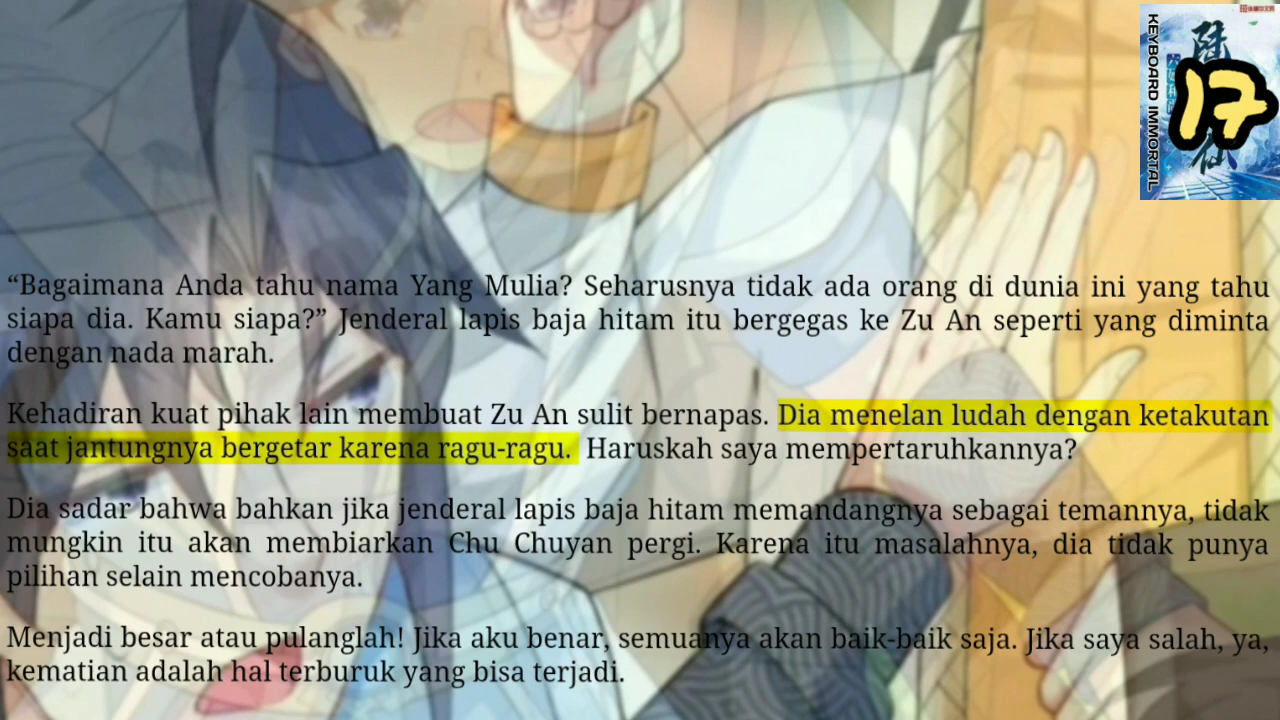 陆
仙
KEYBOARD IMMORTAL
17
“Bagaimana Anda tahu nama Yang Mulia? Seharusnya tidak ada orang di dunia ini yang tahu
siapa dia. Kamu siapa?” Jenderal lapis baja hitam itu bergegas ke Zu An seperti yang diminta
dengan nada marah.
Kehadiran kuat pihak lain membuat Zu An sulit bernapas. Dia menelan ludah dengan ketakutan
saat jantungnya bergetar karena ragu-ragu. Haruskah saya mempertaruhkannya?
Dia sadar bahwa bahkan jika jenderal lapis baja hitam memandangnya sebagai temannya, tidak
mungkin itu akan membiarkan Chu Chuyan pergi. Karena itu masalahnya, dia tidak punya
pilihan selain mencobanya.
Menjadi besar atau pulanglah! Jika aku benar, semuanya akan baik-baik saja. Jika saya salah, ya,
kematian adalah hal terburuk yang bisa terjadi.